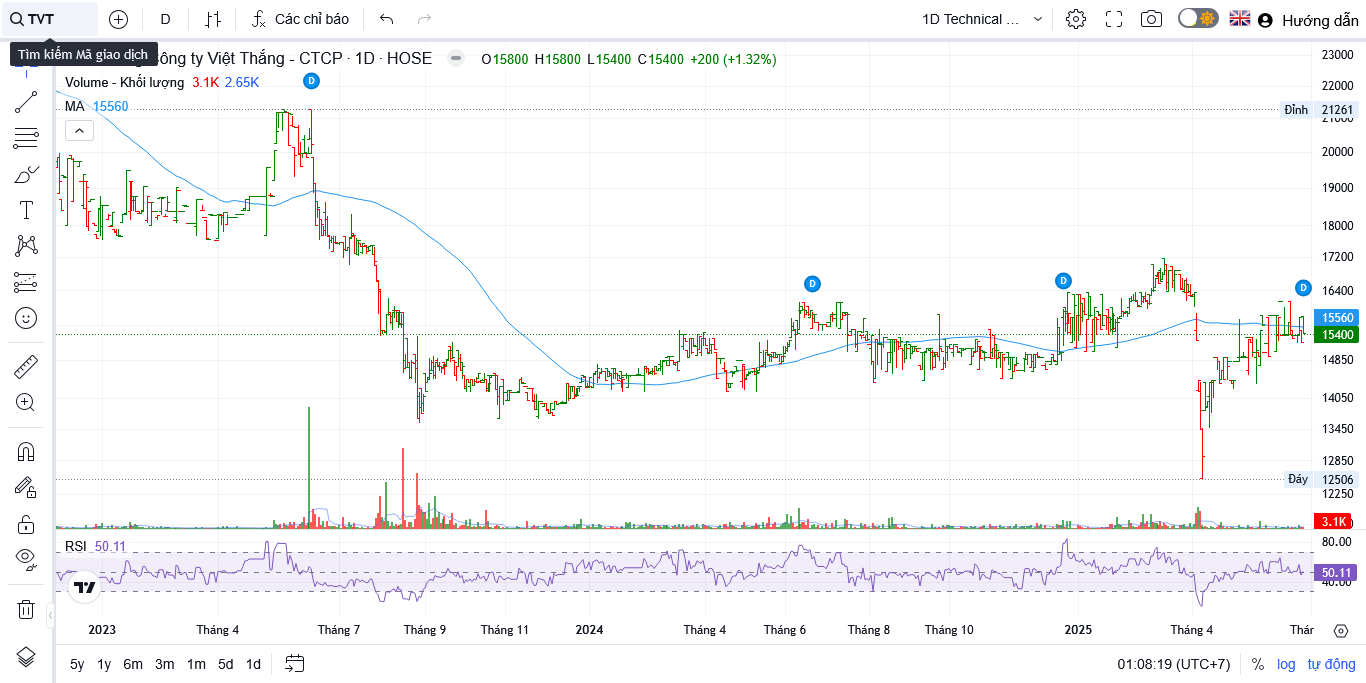 TVT D Các chỉ báo 1D Technical ... Hướng dẫn
Tìm kiếm Mã giao dịch
ông ty Việt Thắng - CTCP · 1D · HOSE O15800 H15800 L15400 C15400 +200 (+1.32%)
Volume - Khối lượng 3.1K 2.65K
MA 15560
D
D
D
D
23000
22000
Đỉnh 21261
21000
20000
19000
18000
17200
16400
15560
15400
14850
14050
13450
12850
Đáy 12506
12250
3.1K
RSI 50.11
80.00
50.11
40.00
2023 Tháng 4 Tháng 7 Tháng 9 Tháng 11 2024 Tháng 4 Tháng 6 Tháng 8 Tháng 10 2025 Tháng 4 Thár
5y 1y 6m 3m 1m 5d 1d 01:08:19 (UTC+7) % log tự động